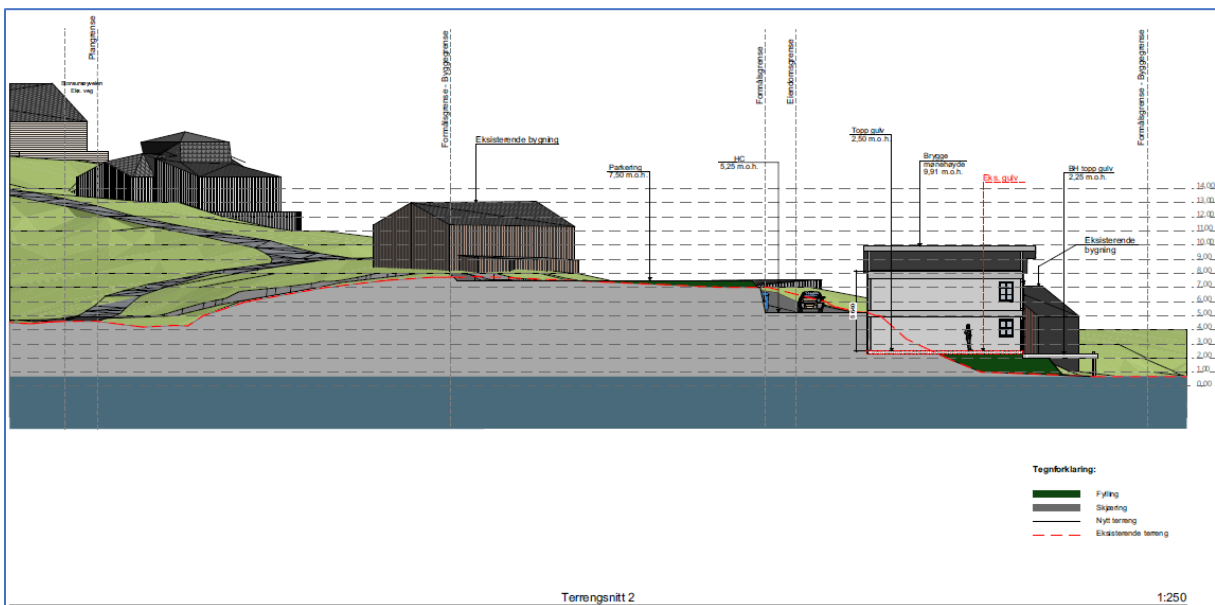 Plangrense
Eks. veg
Formålsgrense - Byggegrense
Formålsgrense
Eiendomsgrense
Formålsgrense - Byggegrense
Eksisterende bygning
Parkering
7,50 m.o.h.
HC
5,25 m.o.h.
Topp gulv
2,50 m.o.h.
Brygge
mønehøyde
9,91 m.o.h.
Eks. gulv
BH topp gulv
2,25 m.o.h.
Eksisterende
bygning
14,00
13,00
12,00
11,00
10,00
9,00
8,00
7,00
6,00
5,00
4,00
3,00
2,00
1,00
0,00
Tegnforklaring:
Fylling
Skjæring
Nytt terreng
Eksisterende terreng
Terrengsnitt 2
1:250